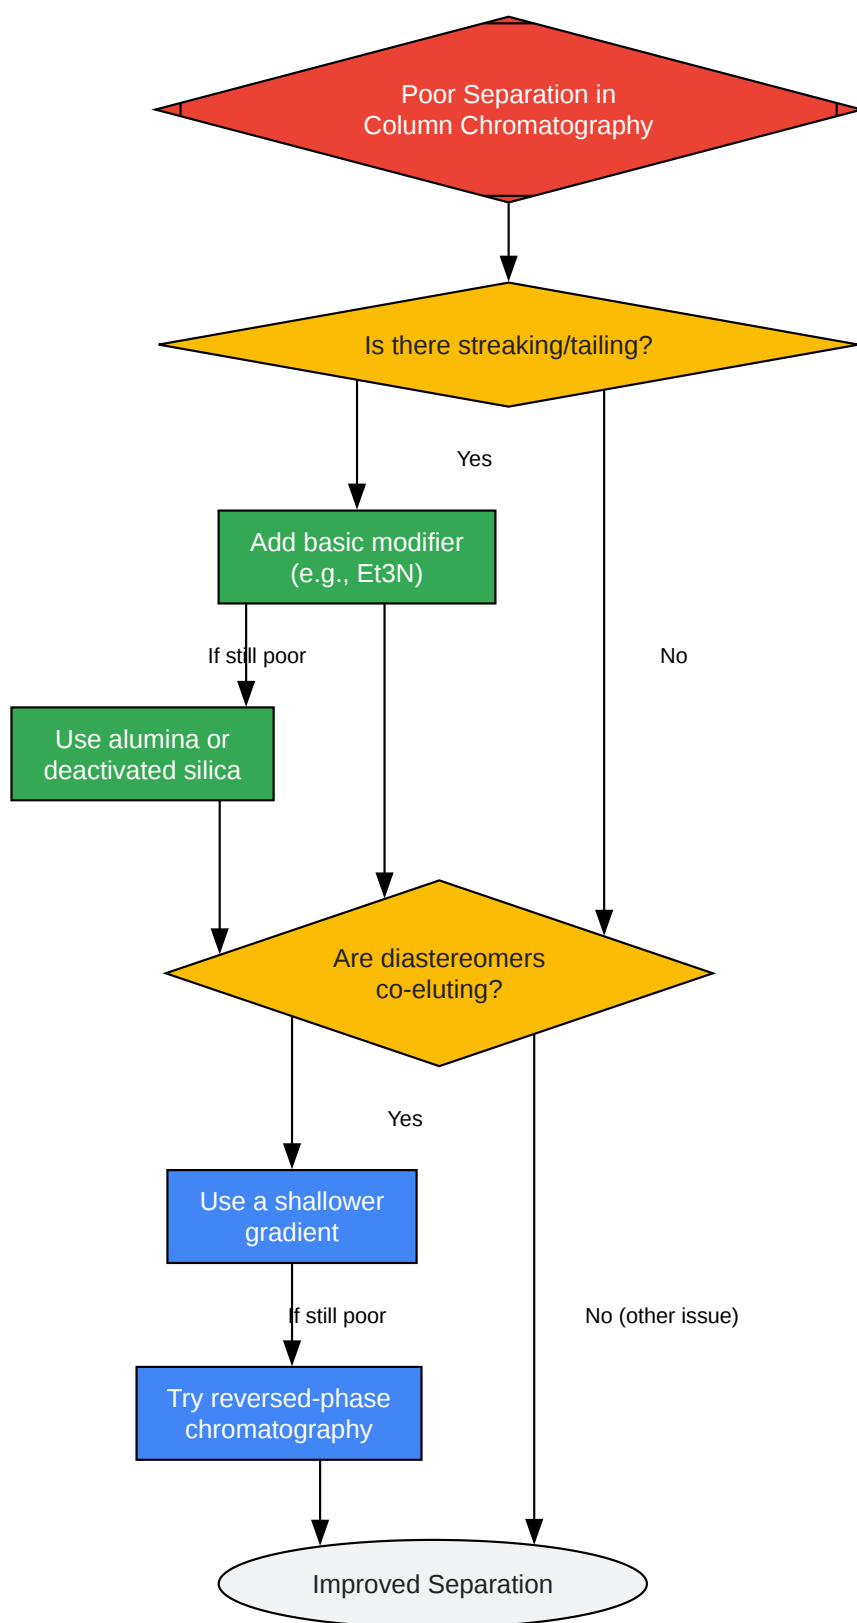 Poor Separation in
Column Chromatography
Is there streaking/tailing?
Yes
Add basic modifier
(e.g., Et3N)
If still poor
No
Use alumina or
deactivated silica
Are diastereomers
co-eluting?
Yes
Use a shallower
gradient
If still poor
No (other issue)
Try reversed-phase
chromatography
Improved Separation